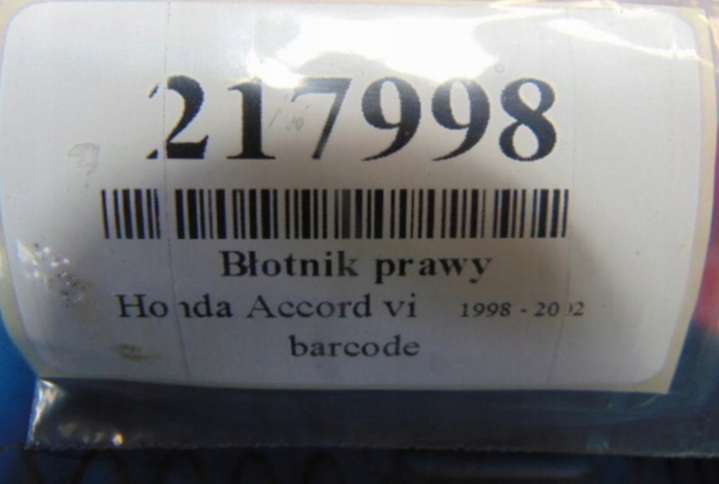 217998
Błotnik prawy
Honda Accord vi 1998 - 2002
barcode